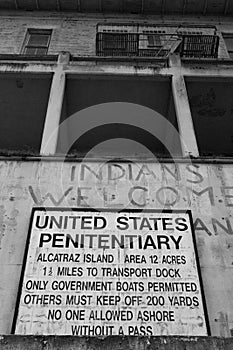 INDIANS
WELCOME
UNITED STATES
PENITENTIARY
ALCATRAZ ISLAND AREA 12 ACRES
1½ MILES TO TRANSPORT DOCK
ONLY GOVERNMENT BOATS PERMITTED
OTHERS MUST KEEP OFF 200 YARDS
NO ONE ALLOWED ASHORE
WITHOUT A PASS